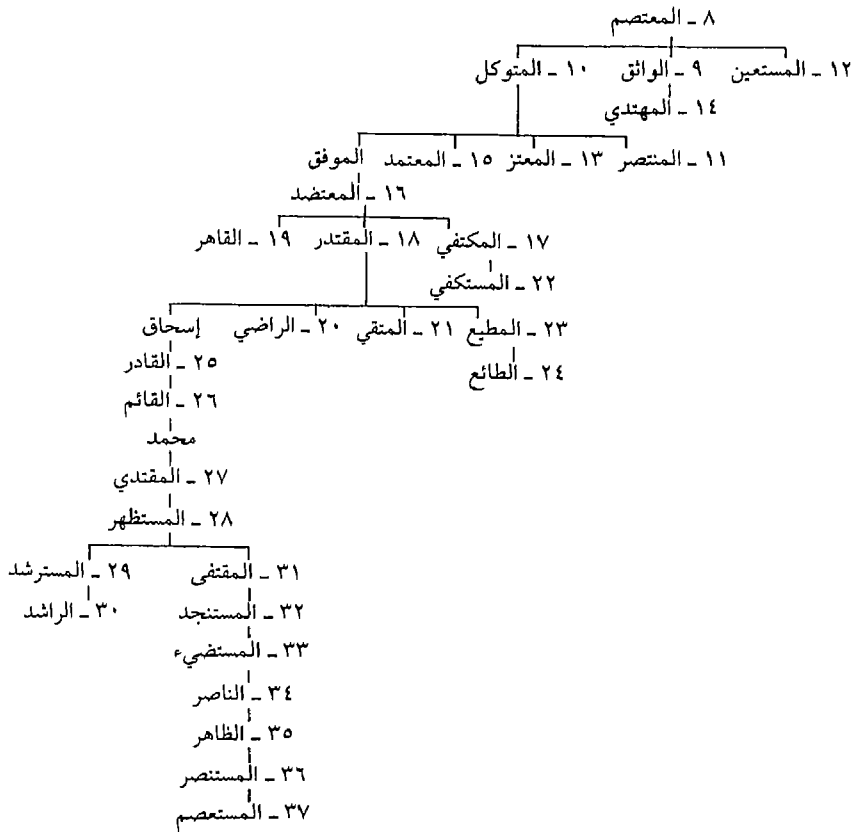 ٨ ـ المعتصم
١٢ ـ المستعين ٩ ـ الواثق ١٠ ـ المتوكل
١٤ ـ المهتدي
١١ ـ المنتصر ١٣ ـ المعتز ١٥ ـ المعتمد الموفق
١٦ ـ المعتضد
١٧ ـ المكتفي ١٨ ـ المقتدر ١٩ ـ القاهر
٢٢ ـ المستكفي
٢٣ ـ المطيع ٢١ ـ المتقي ٢٠ ـ الراضي إسحاق
٢٤ ـ الطائع
٢٥ ـ القادر
٢٦ ـ القائم
محمد
٢٧ ـ المقتدي
٢٨ ـ المستظهر
٣١ ـ المقتفى ٢٩ ـ المسترشد
٣٢ ـ المستنجد ٣٠ ـ الراشد
٣٣ ـ المستضيء
٣٤ ـ الناصر
٣٥ ـ الظاهر
٣٦ ـ المستنصر
٣٧ ـ المستعصم